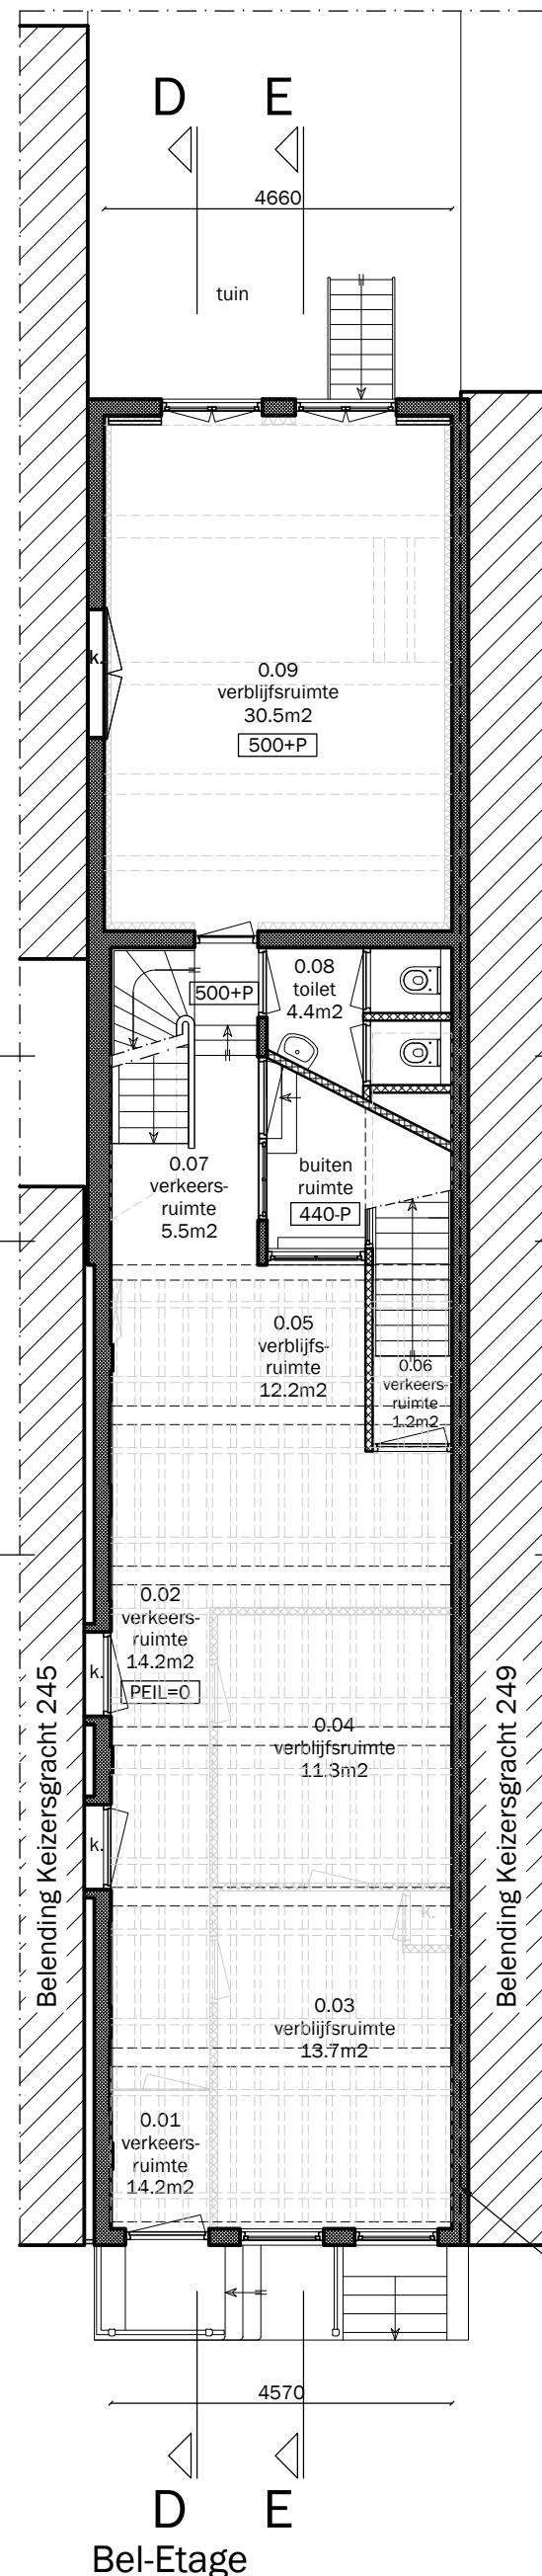 D E
4660
tuin
k.
0.09
verblijfsruimte
30.5m2
500+P
0.08
toilet
4.4m2
500+P
0.07
verkeers-
ruimte
5.5m2
buiten
ruimte
440-P
0.05
verblijfs-
ruimte
12.2m2
0.06
verkeers-
ruimte
1.2m2
0.02
verkeers-
ruimte
14.2m2
PEIL=0
k.
Belending Keizersgracht 245
Belending Keizersgracht 249
0.04
verblijfsruimte
11.3m2
k.
k.
0.03
verblijfsruimte
13.7m2
0.01
verkeers-
ruimte
14.2m2
4570
D E
Bel-Etage